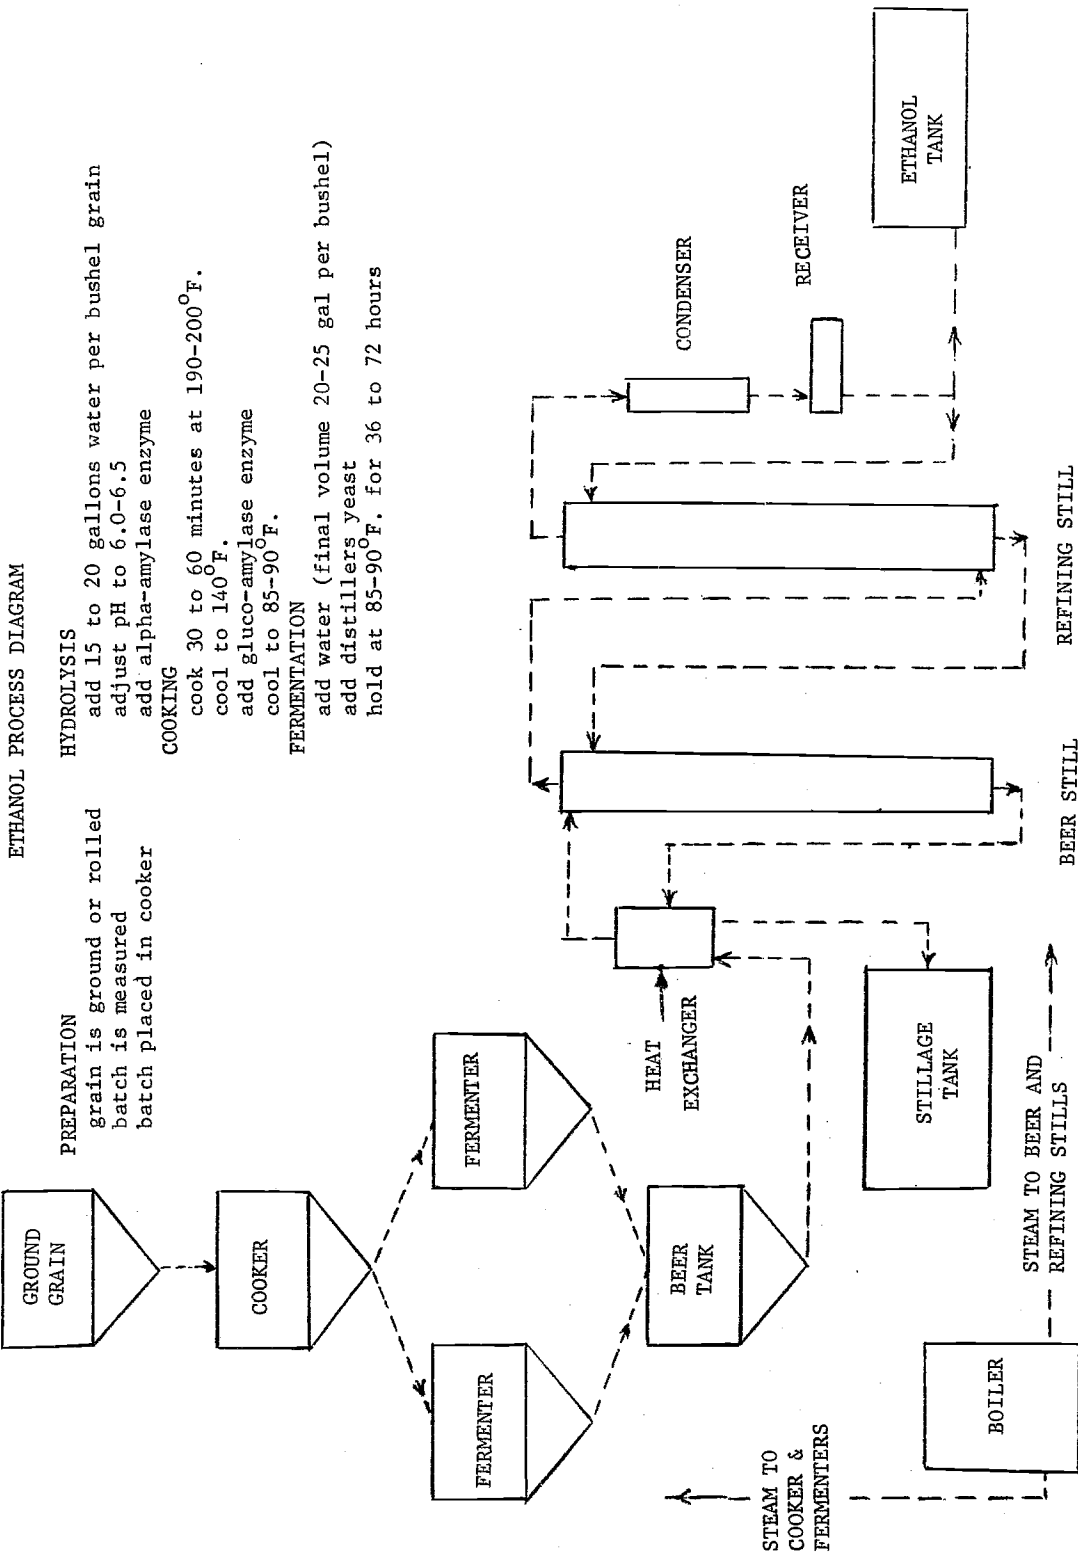 ETHANOL PROCESS DIAGRAM
PREPARATION
grain is ground or rolled
batch is measured
batch placed in cooker
HYDROLYSIS
add 15 to 20 gallons water per bushel grain
adjust pH to 6.0-6.5
add alpha-amylase enzyme
COOKING
cook 30 to 60 minutes at 190-200°F.
cool to 140°F.
add gluco-amylase enzyme
cool to 85-90°F.
FERMENTATION
add water (final volume 20-25 gal per bushel)
add distillers yeast
hold at 85-90°F. for 36 to 72 hours
GROUND
GRAIN
COOKER
FERMENTER
FERMENTER
BEER
TANK
HEAT
EXCHANGER
STILLAGE
TANK
CONDENSER
RECEIVER
ETHANOL
TANK
STEAM TO
COOKER &
FERMENTERS
BOILER
STEAM TO BEER AND
REFINING STILLS
BEER STILL
REFINING STILL